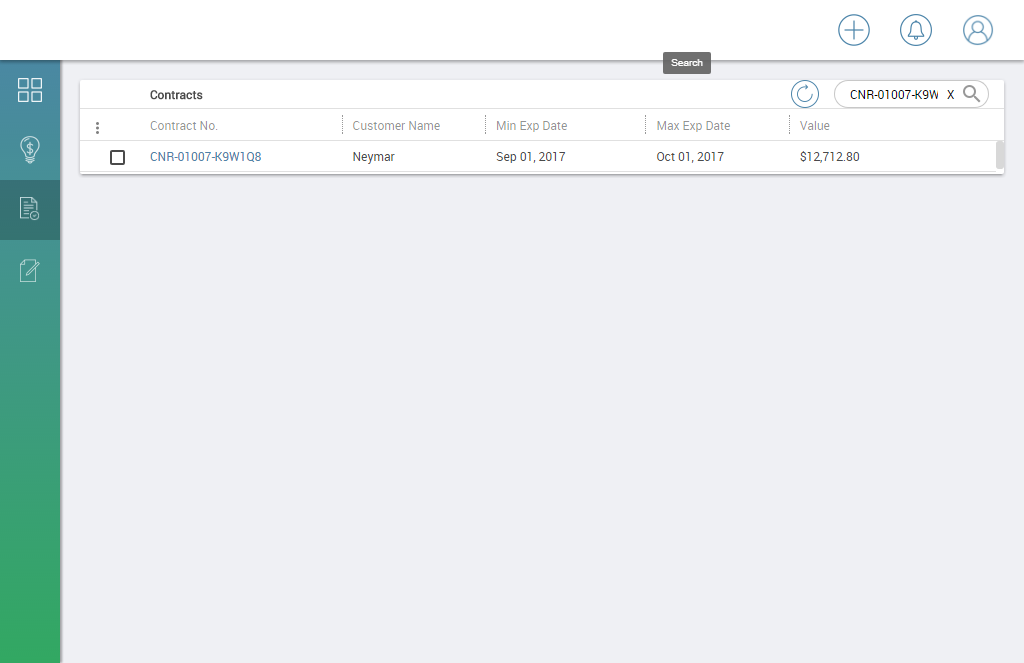 Search
Contracts
CNR-01007-K9W X
Contract No. Customer Name Min Exp Date Max Exp Date Value
CNR-01007-K9W1Q8 Neymar Sep 01, 2017 Oct 01, 2017 $12,712.80